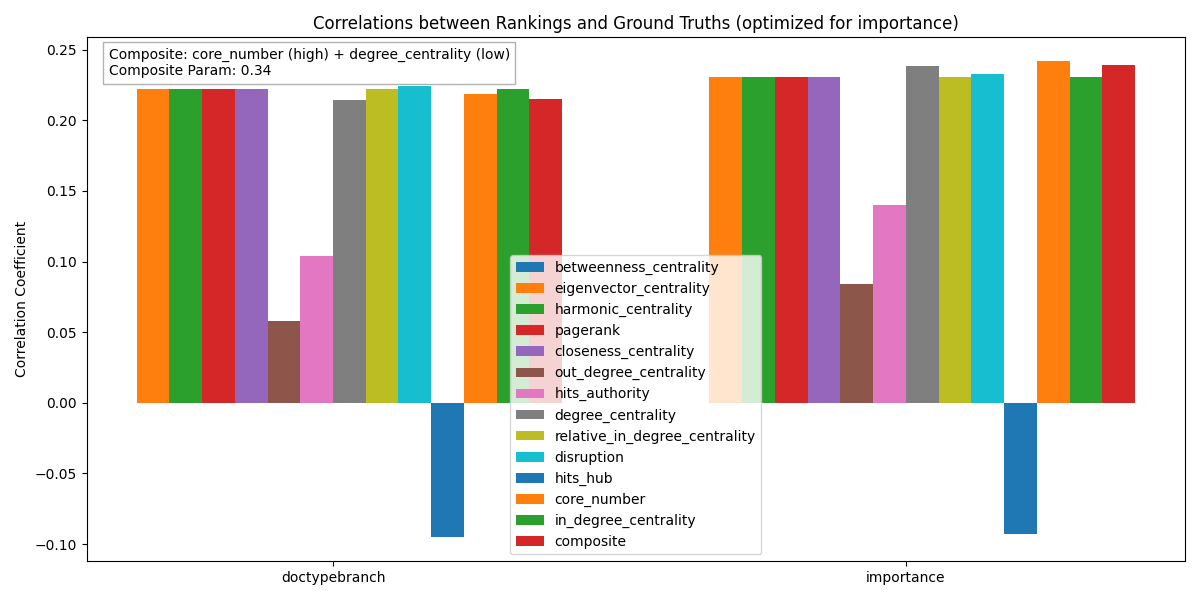 Correlations between Rankings and Ground Truths (optimized for importance)
Composite: core_number (high) + degree_centrality (low)
Composite Param: 0.34
Correlation Coefficient
0.25
0.20
0.15
0.10
0.05
0.00
−0.05
−0.10
betweenness_centrality
eigenvector_centrality
harmonic_centrality
pagerank
closeness_centrality
out_degree_centrality
hits_authority
degree_centrality
relative_in_degree_centrality
disruption
hits_hub
core_number
in_degree_centrality
composite
doctypebranch
importance